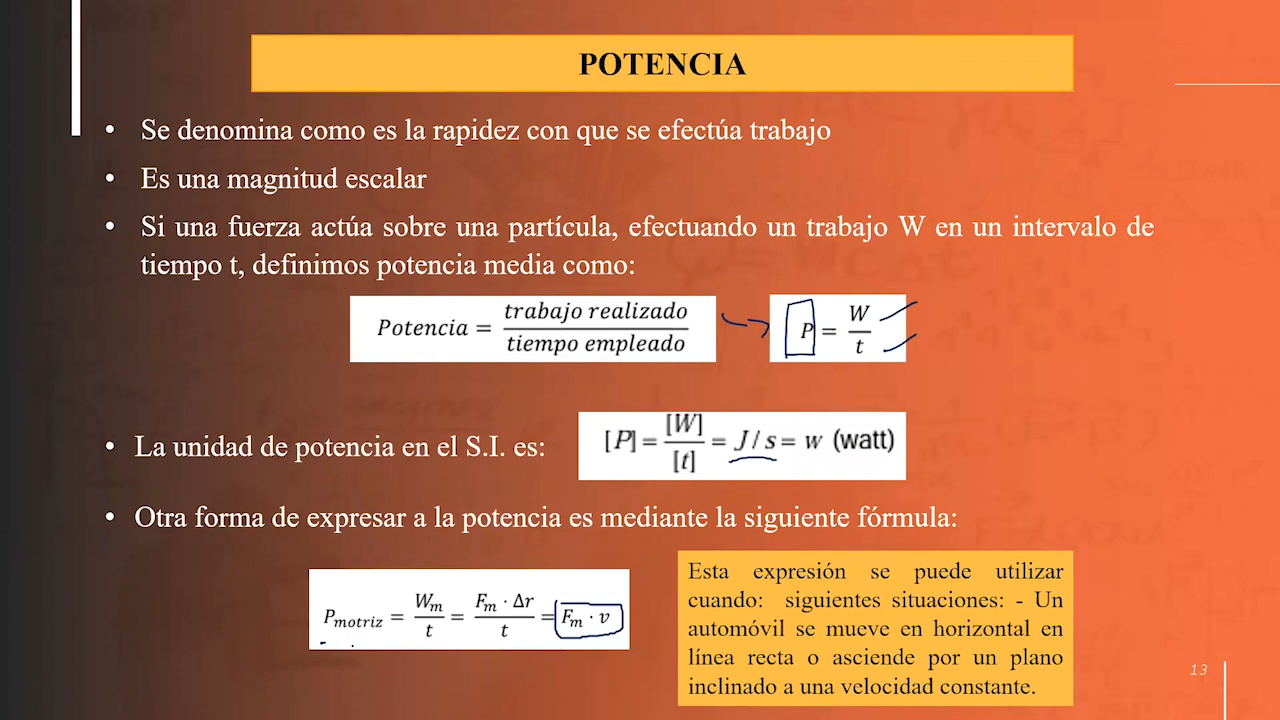 POTENCIA
• Se denomina como es la rapidez con que se efectúa trabajo
• Es una magnitud escalar
• Si una fuerza actúa sobre una partícula, efectuando un trabajo W en un intervalo de
tiempo t, definimos potencia media como:
Potencia = trabajo realizado / tiempo empleado
P = W / t
• La unidad de potencia en el S.I. es:
[P] = [W] / [t] = J / s = w (watt)
• Otra forma de expresar a la potencia es mediante la siguiente fórmula:
P_motriz = W_m / t = F_m · Δr / t = F_m · v
Esta expresión se puede utilizar
cuando: siguientes situaciones: - Un
automóvil se mueve en horizontal en
línea recta o asciende por un plano
inclinado a una velocidad constante.
13